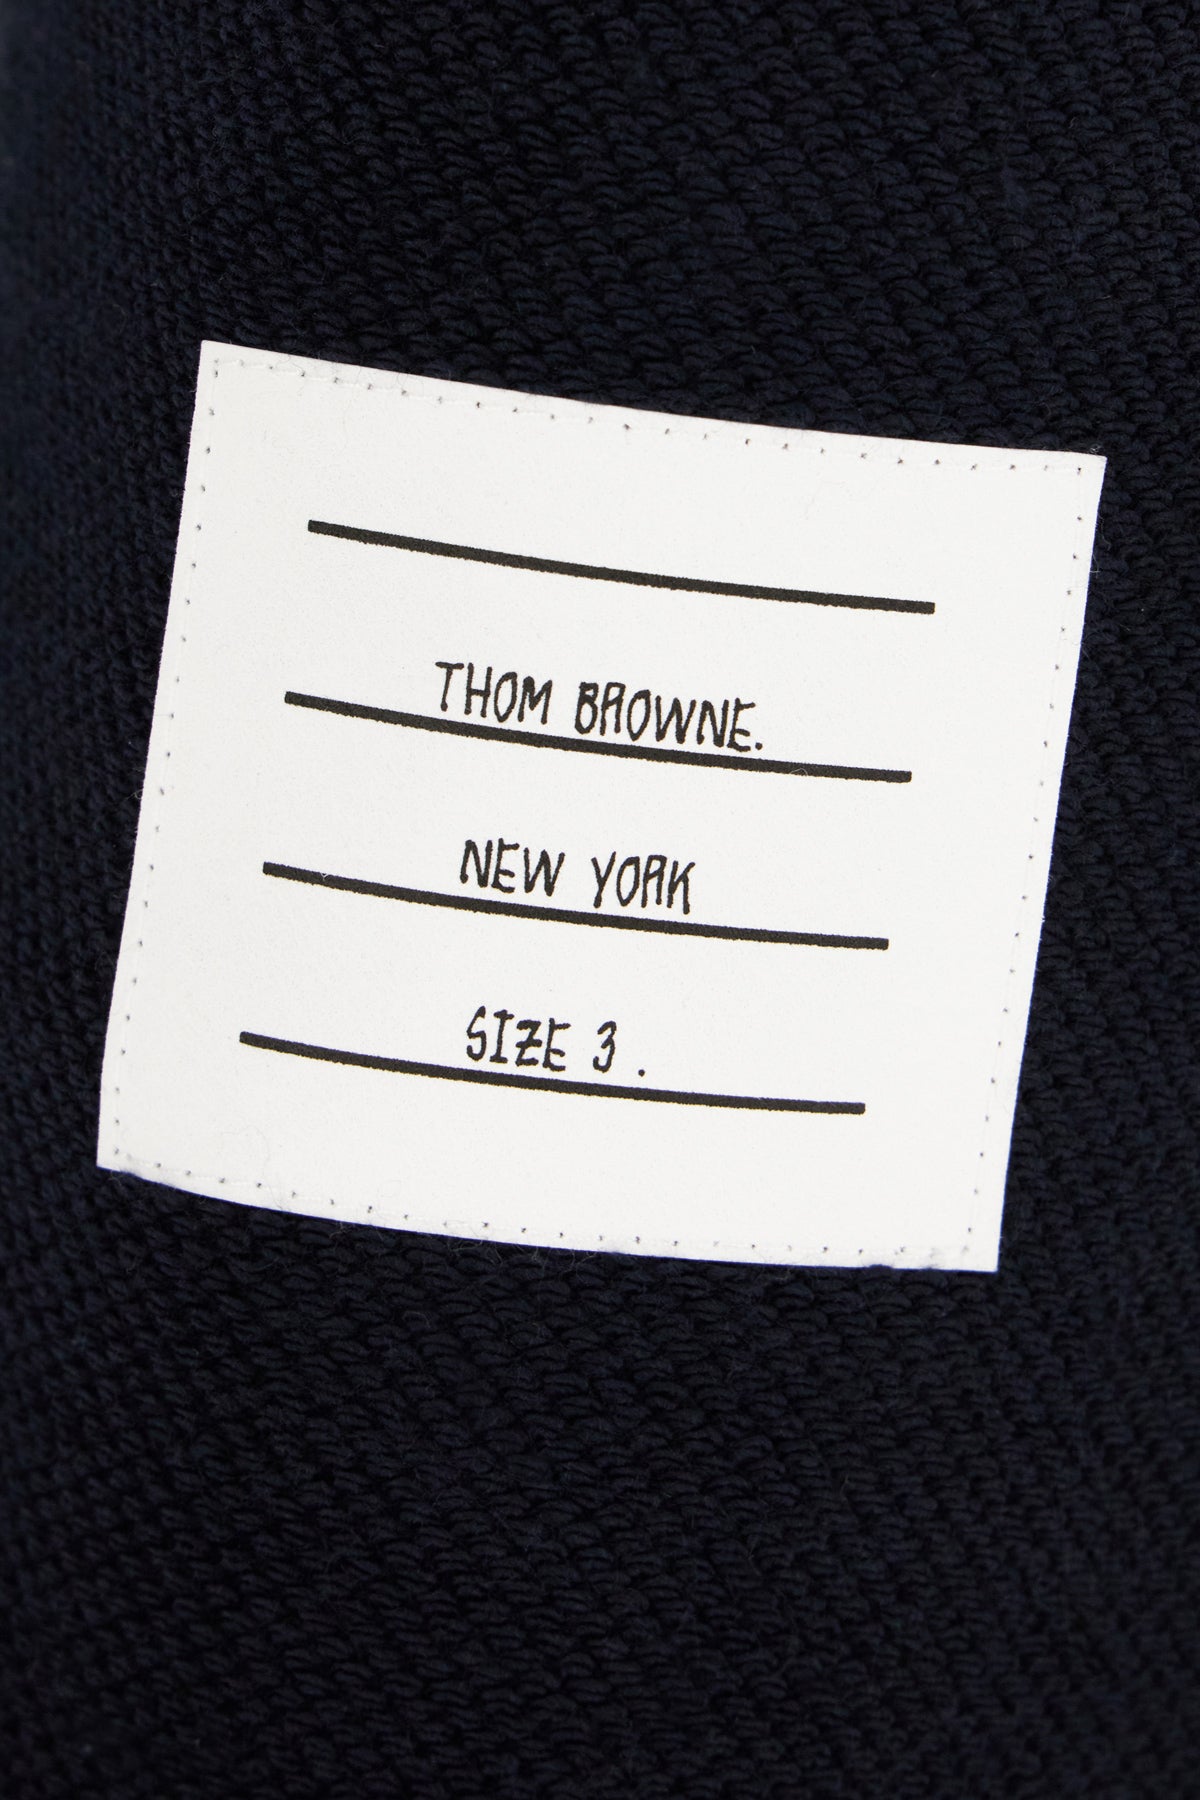 THOM BROWNE.
NEW YORK
SIZE 3 .